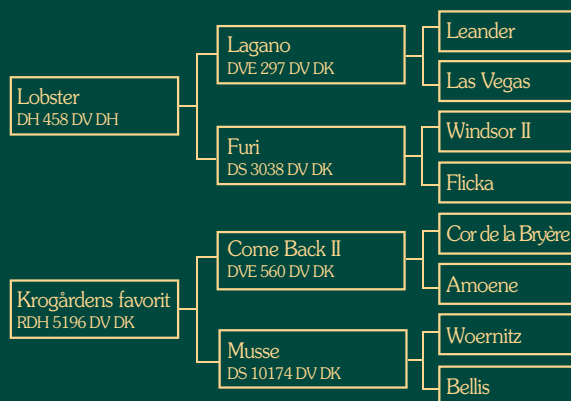 Lobster
DH 458 DV DH
Lagano
DVE 297 DV DK
Leander
Las Vegas
Furi
DS 3038 DV DK
Windsor II
Flicka
Krogårdens favorit
RDH 5196 DV DK
Come Back II
DVE 560 DV DK
Cor de la Bryère
Amoene
Musse
DS 10174 DV DK
Woernitz
Bellis